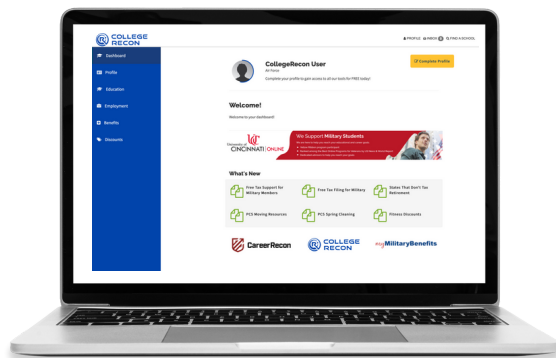 COLLEGE
RECON
PROFILE INBOX FIND A SCHOOL
Dashboard
Profile
Education
Employment
Benefits
Discounts
CollegeRecon User
Air Force
Complete your profile to gain access to all our tools for FREE today!
Complete Profile
Welcome!
Welcome to your dashboard!
University of
CINCINNATI ONLINE
We Support Military Students
What's New
Free Tax Support for
Military Members
Free Tax Filing for Military
States That Don't Tax
Retirement
PCS Moving Resources
PCS Spring Cleaning
Fitness Discounts
CareerRecon
COLLEGE
RECON
myMilitaryBenefits